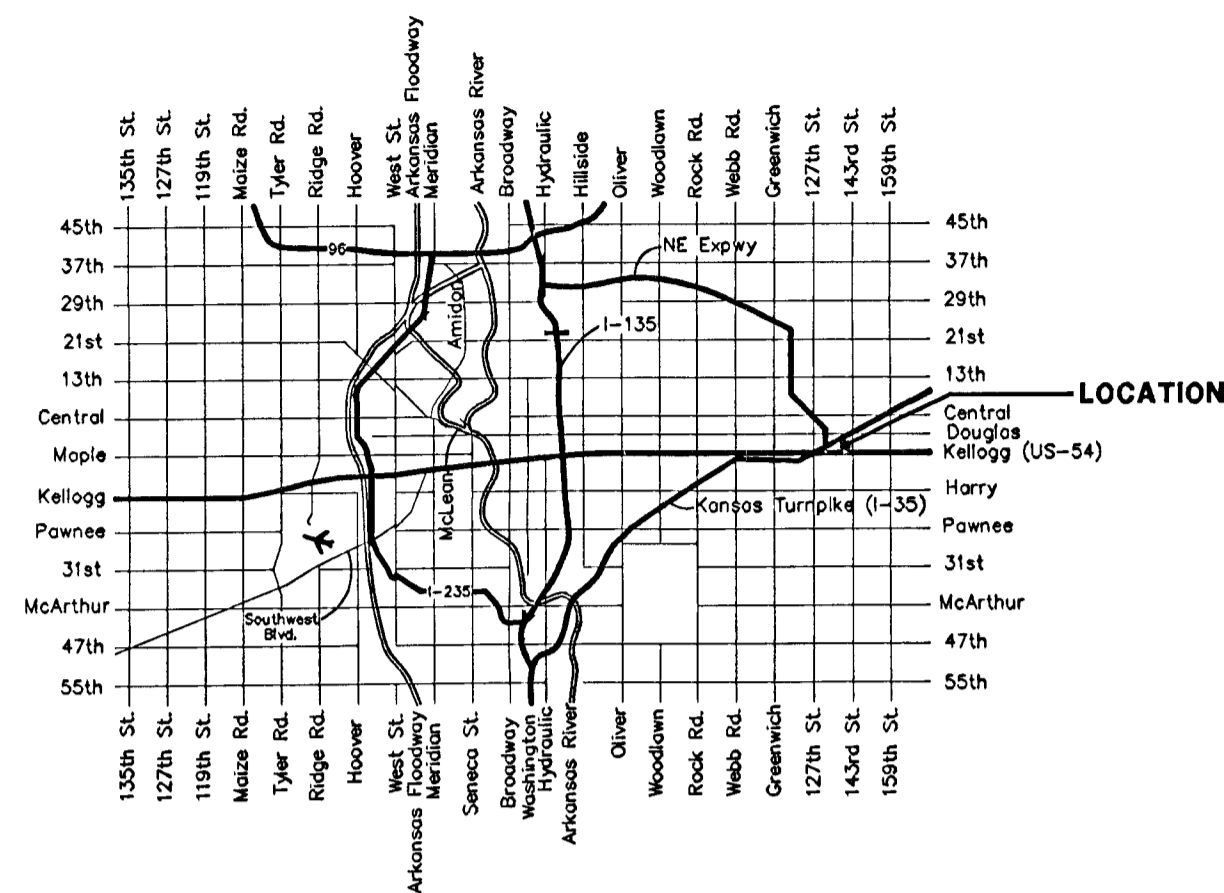 135th St.
127th St.
119th St.
Maize Rd.
Tyler Rd.
Ridge Rd.
Hoover
West St.
Arkansas Floodway
Meridian
Arkansas River
Broadway
Hydraulic
Hillside
Oliver
Woodlawn
Rock Rd.
Webb Rd.
Greenwich
127th St.
143rd St.
159th St.
45th
37th
29th
21st
13th
Central
Maple
Kellogg
Pawnee
31st
McArthur
47th
55th
96
NE Expwy
Amidon
I-135
McLean
Kansas Turnpike (I-35)
I-235
Southwest
Blvd.
45th
37th
29th
21st
13th
LOCATION
Central
Douglas
Kellogg (US-54)
Harry
Pawnee
31st
McArthur
47th
55th
135th St.
127th St.
119th St.
Maize Rd.
Tyler Rd.
Ridge Rd.
Hoover
West St.
Arkansas Floodway
Meridian
Seneca St.
Broadway
Washington
Hydraulic
Arkansas River
Oliver
Woodlawn
Rock Rd.
Webb Rd.
Greenwich
127th St.
143rd St.
159th St.